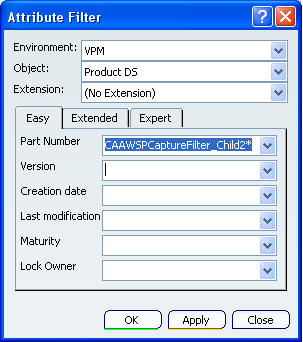 Attribute Filter
Environment: VPM
Object: Product DS
Extension: (No Extension)
Easy Extended Expert
Part Number CAAWSPCaptureFilter_Child2*
Version
Creation date
Last modification
Maturity
Lock Owner
OK Apply Close